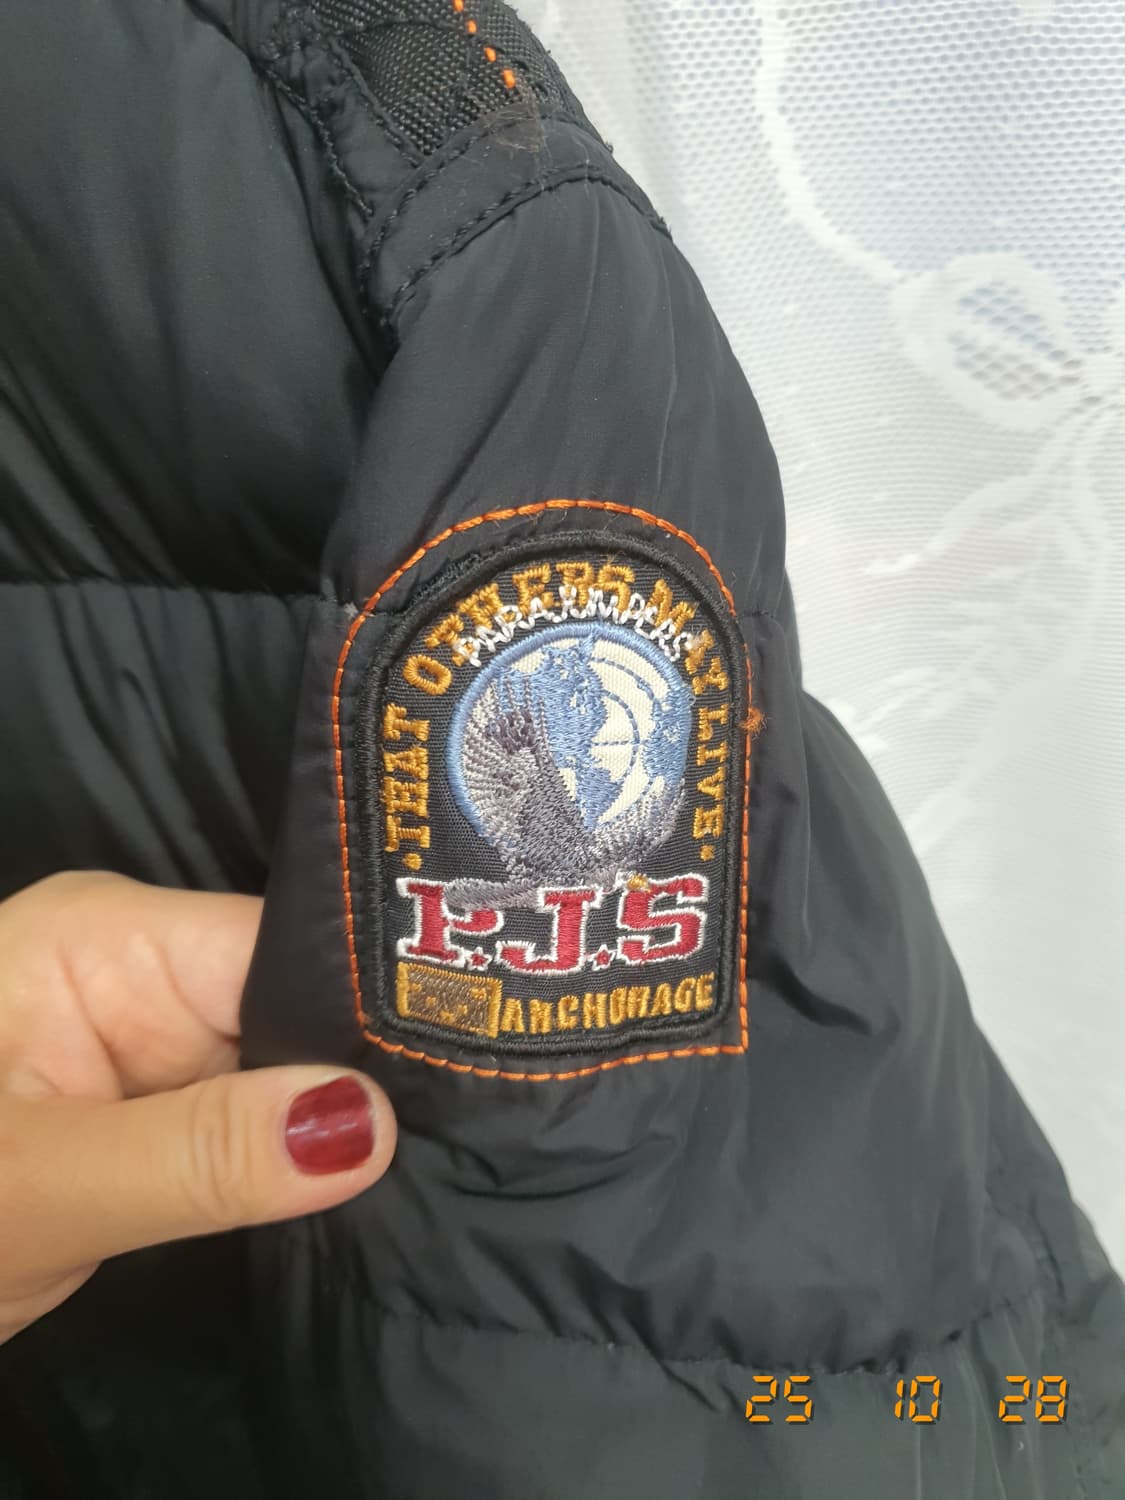 ·THAT OTHERS MAY LIVE·
PARAJUMPERS
P.J.S
ANCHORAGE
25 10 28